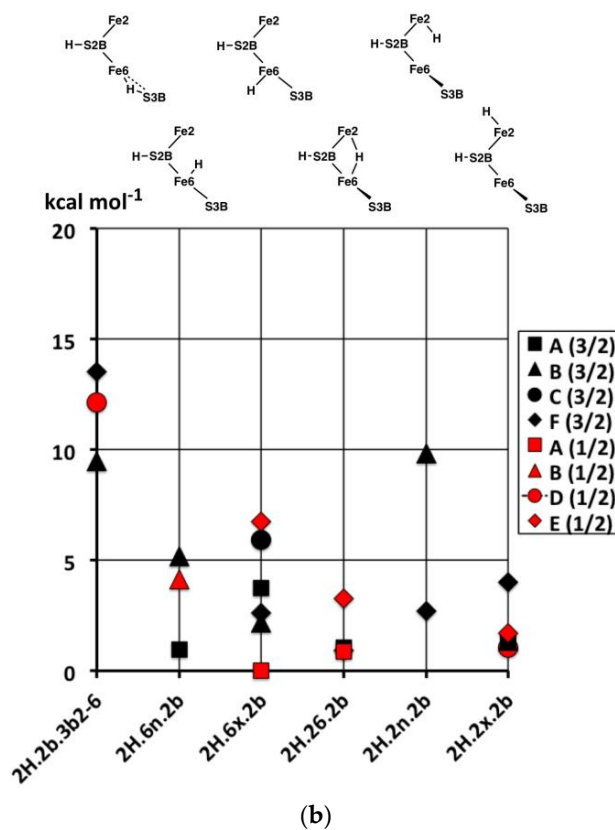 Fe2
H-S2B
Fe6
H
S3B
Fe2
H-S2B
Fe6
H
S3B
Fe2
H
H-S2B
Fe6
S3B
Fe2
H
H-S2B
Fe6
S3B
Fe2
H-S2B H
Fe6
S3B
H
Fe2
H-S2B
Fe6
S3B
kcal mol-1
20
15
10
5
0
A (3/2)
B (3/2)
C (3/2)
F (3/2)
A (1/2)
B (1/2)
D (1/2)
E (1/2)
2H.2b.3b2-6
2H.6n.2b
2H.6x.2b
2H.26.2b
2H.2n.2b
2H.2x.2b
(b)